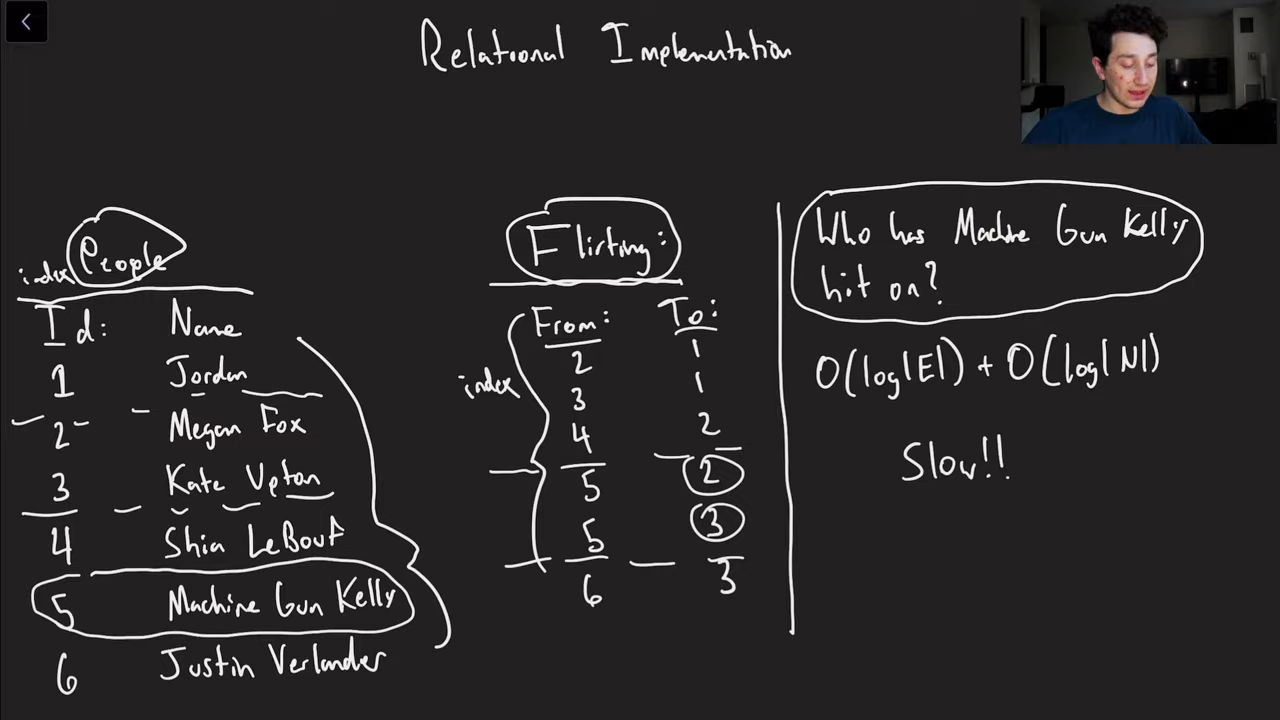 Relational Implementation
People
index
Id: Name
1 Jordan
2 Megan Fox
3 Kate Upton
4 Shia LeBouf
5 Machine Gun Kelly
6 Justin Verlander
Flirting:
index
From: To:
2 1
3 1
4 2
5 2
5 3
6 3
Who has Machine Gun Kelly
hit on?
O(log|E|) + O(log|N|)
Slow!!